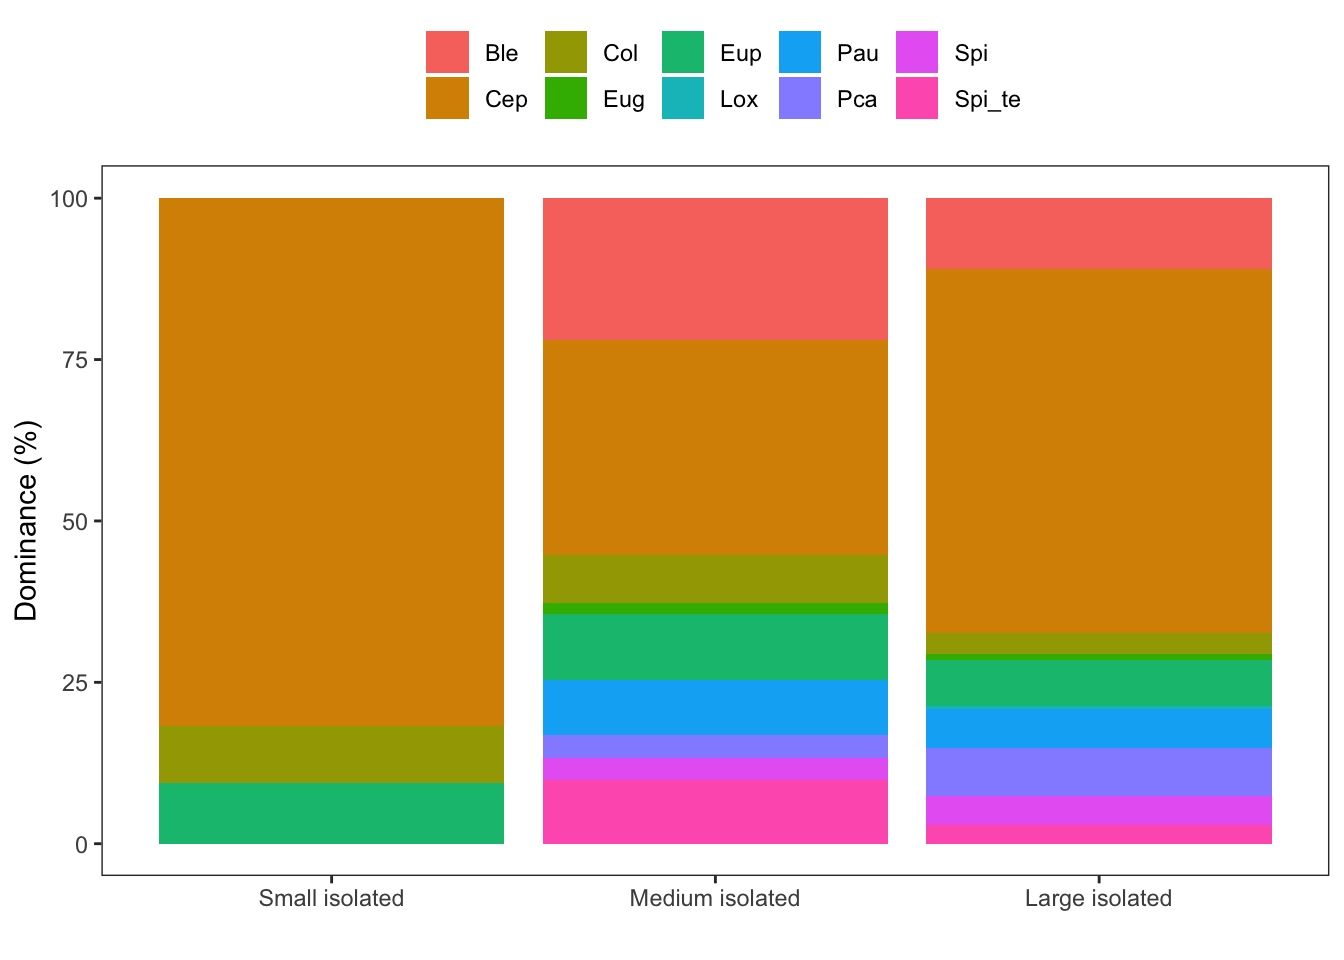 Ble Col Eup Pau Spi
Cep Eug Lox Pca Spi_te
Dominance (%)
100
75
50
25
0
Small isolated Medium isolated Large isolated